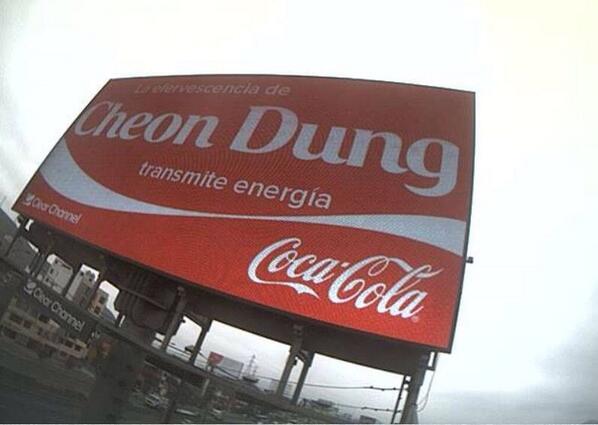 La efervescencia de
Cheon Dung
transmite energía
Clear Channel
Coca-Cola
Clear Channel